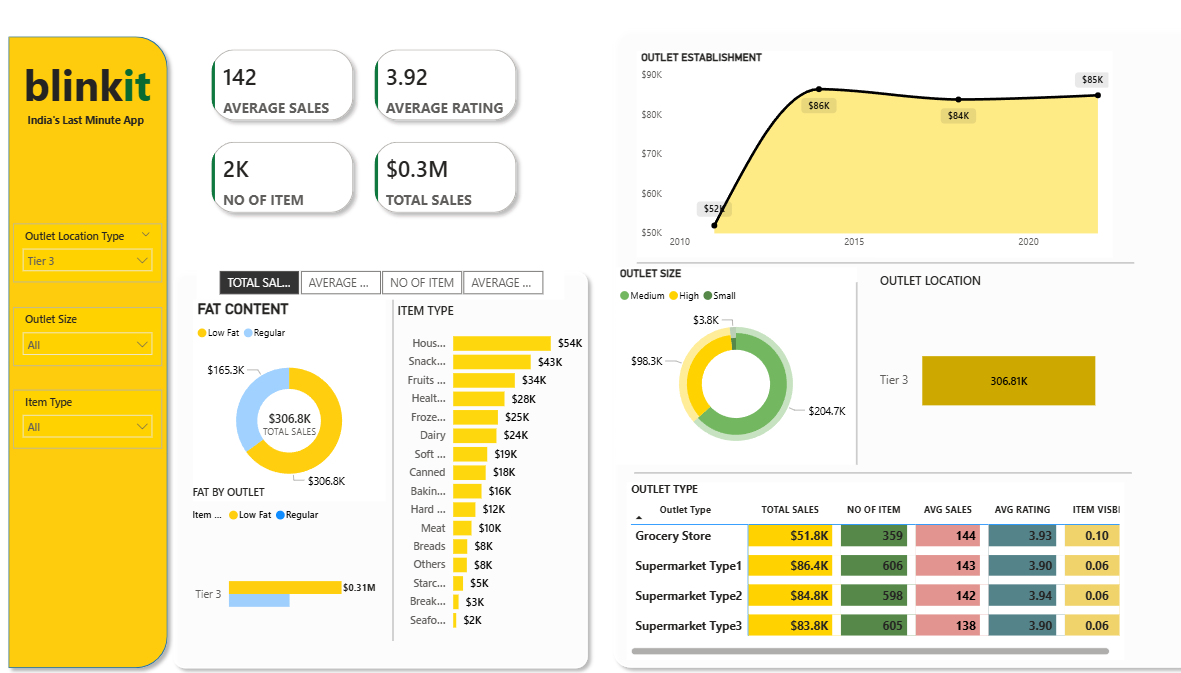 blinkit
India's Last Minute App
Outlet Location Type
Tier 3
Outlet Size
All
Item Type
All
142
AVERAGE SALES
3.92
AVERAGE RATING
2K
NO OF ITEM
$0.3M
TOTAL SALES
TOTAL SAL...
AVERAGE ...
NO OF ITEM
AVERAGE ...
FAT CONTENT
Low Fat
Regular
$165.3K
$306.8K
TOTAL SALES
$306.8K
FAT BY OUTLET
Item ...
Low Fat
Regular
Tier 3
$0.31M
ITEM TYPE
Hous... $54K
Snack... $43K
Fruits ... $34K
Healt... $28K
Froze... $25K
Dairy $24K
Soft ... $19K
Canned $18K
Bakin... $16K
Hard ... $12K
Meat $10K
Breads $8K
Others $8K
Starc... $5K
Break... $3K
Seafo... $2K
OUTLET ESTABLISHMENT
$90K
$80K
$70K
$60K
$50K
$52K
$86K
$84K
$85K
2010 2015 2020
OUTLET SIZE
Medium High Small
$3.8K
$98.3K
$204.7K
OUTLET LOCATION
Tier 3
306.81K
OUTLET TYPE
Outlet Type TOTAL SALES NO OF ITEM AVG SALES AVG RATING ITEM VISBI
Grocery Store $51.8K 359 144 3.93 0.10
Supermarket Type1 $86.4K 606 143 3.90 0.06
Supermarket Type2 $84.8K 598 142 3.94 0.06
Supermarket Type3 $83.8K 605 138 3.90 0.06